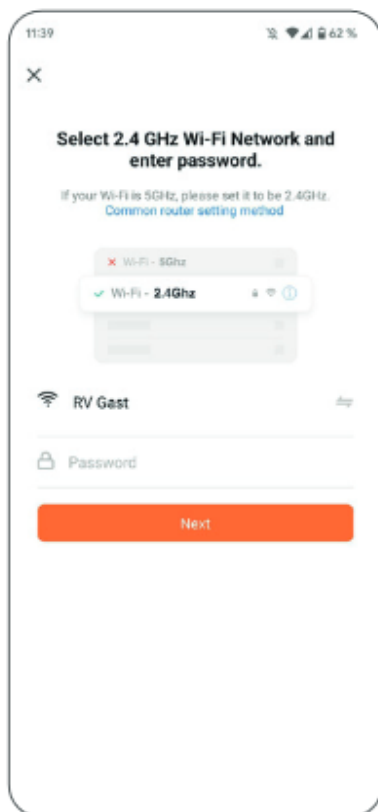 11:39 62 %
Select 2.4 GHz Wi-Fi Network and
enter password.
If your Wi-Fi is 5GHz, please set it to be 2.4GHz.
Common router setting method
Wi-Fi - 5Ghz
Wi-Fi - 2.4Ghz
RV Gast
Password
Next